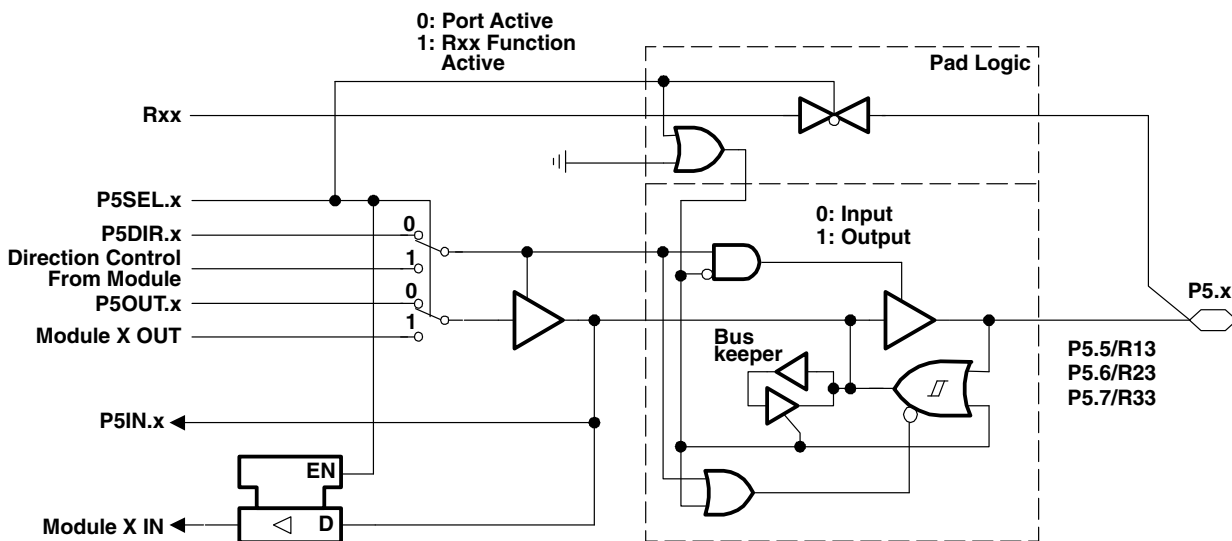 0: Port Active
1: Rxx Function
Active
Pad Logic
Rxx
P5SEL.x
0
P5DIR.x
Direction Control
From Module
1
P5OUT.x
0
Module X OUT
1
0: Input
1: Output
P5.x
Bus
keeper
P5.5/R13
P5.6/R23
P5.7/R33
P5IN.x
EN
Module X IN
D